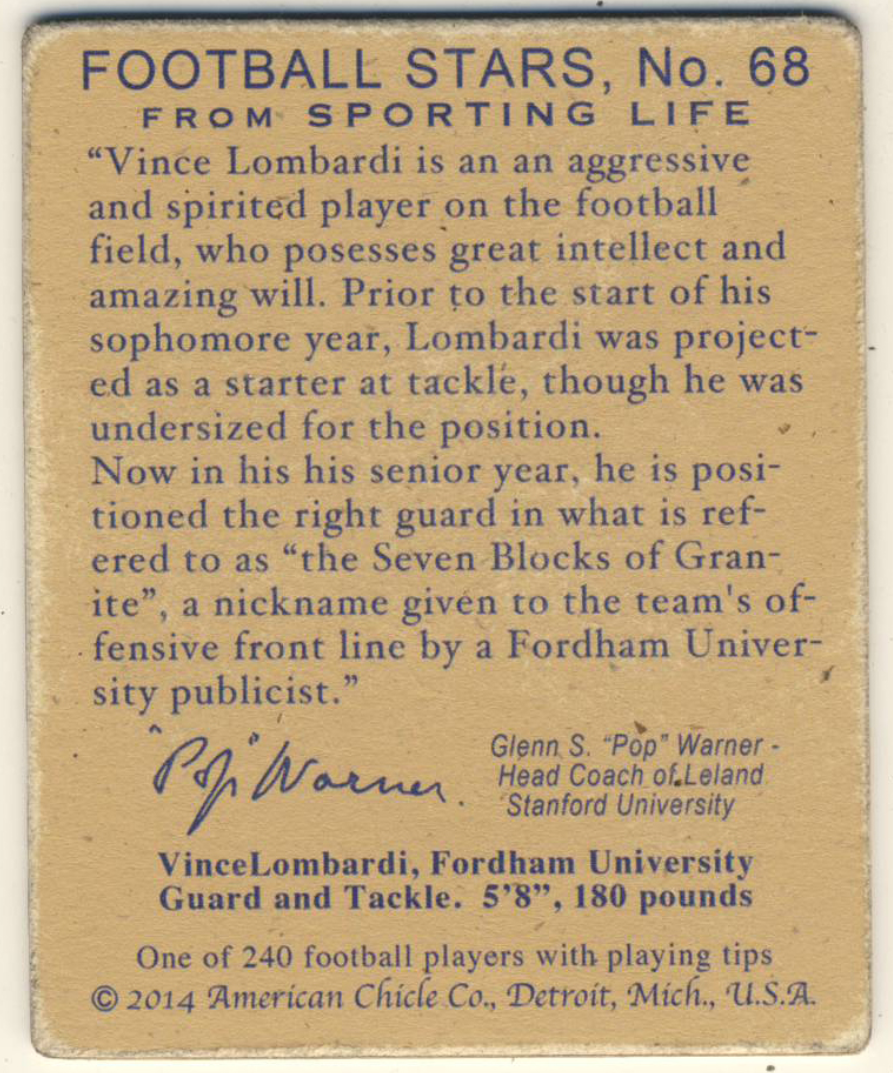 FOOTBALL STARS, No. 68
FROM SPORTING LIFE
“Vince Lombardi is an an aggressive
and spirited player on the football
field, who posesses great intellect and
amazing will. Prior to the start of his
sophomore year, Lombardi was project-
ed as a starter at tackle, though he was
undersized for the position.
Now in his his senior year, he is posi-
tioned the right guard in what is ref-
ered to as “the Seven Blocks of Gran-
ite”, a nickname given to the team's of-
fensive front line by a Fordham Univer-
sity publicist.”
"Pop" Warner.
Glenn S. “Pop” Warner -
Head Coach of Leland
Stanford University
VinceLombardi, Fordham University
Guard and Tackle. 5’8”, 180 pounds
One of 240 football players with playing tips
© 2014 American Chicle Co., Detroit, Mich., U.S.A.